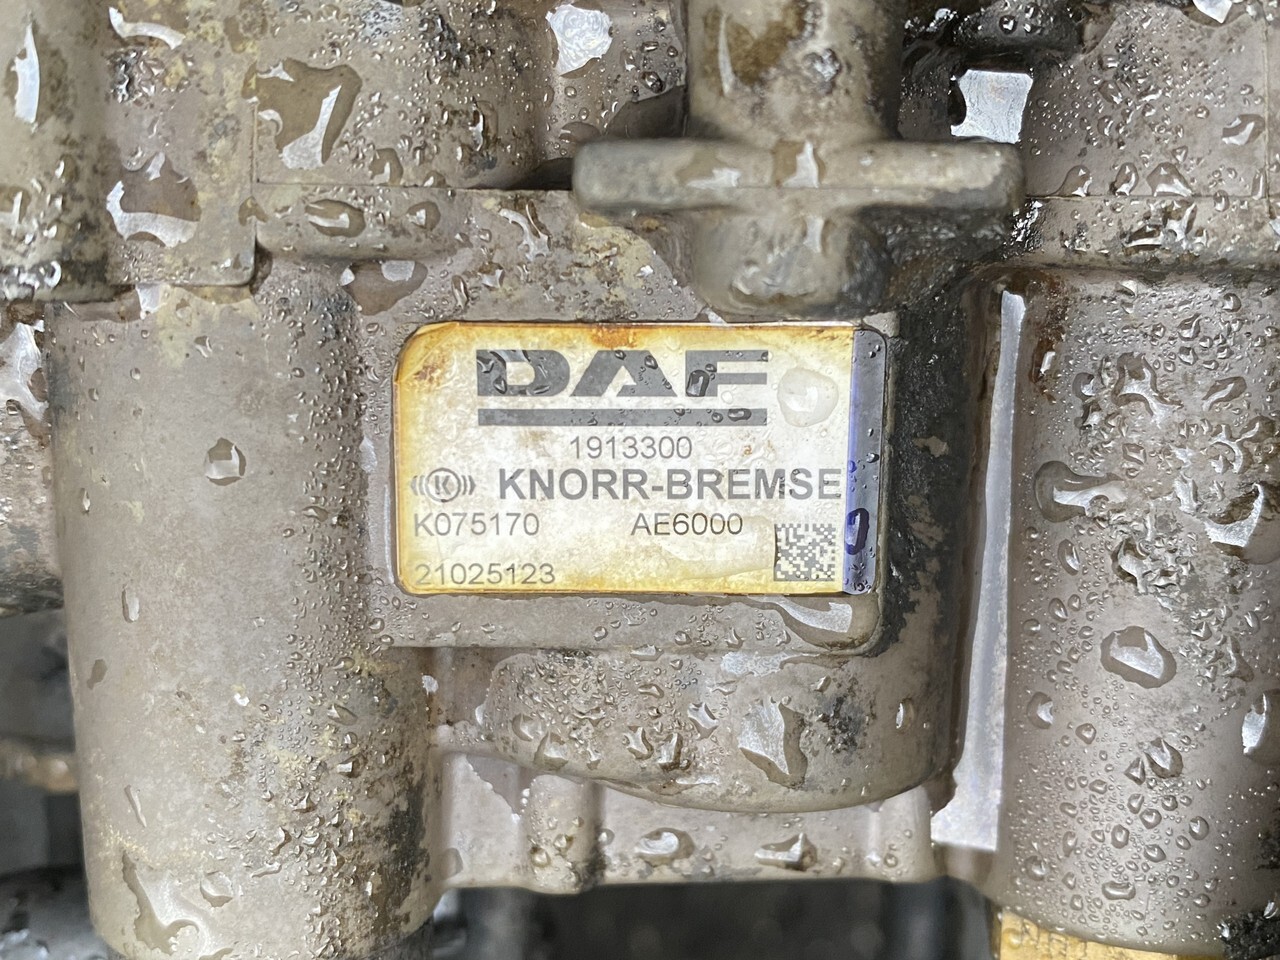 DAF
1913300
KNORR-BREMSE
K075170 AE6000
21025123